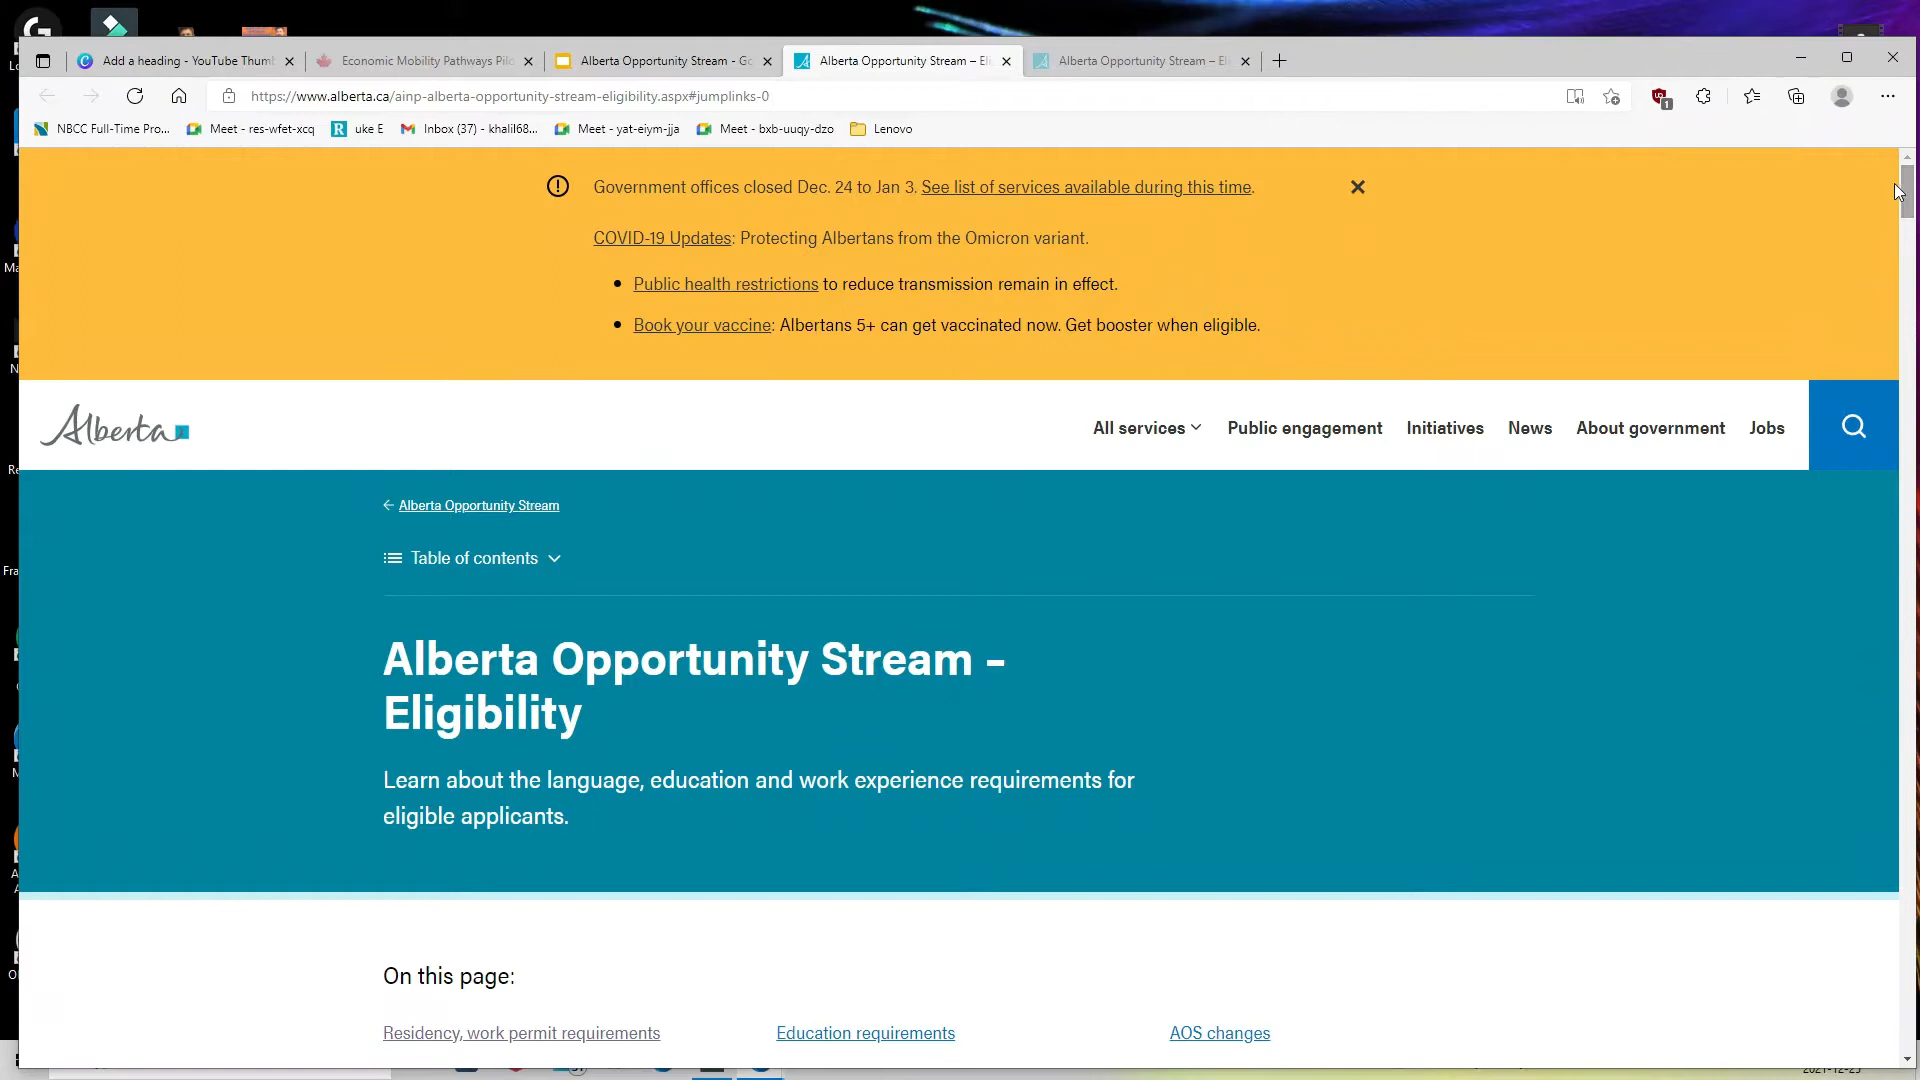 Add a heading - YouTube Thumb
Economic Mobility Pathways Pilo
Alberta Opportunity Stream - Go
Alberta Opportunity Stream – Eli
Alberta Opportunity Stream – El
https://www.alberta.ca/ainp-alberta-opportunity-stream-eligibility.aspx#jumplinks-0
1
NBCC Full-Time Pro...
Meet - res-wfet-xcq
uke E
Inbox (37) - khalil68...
Meet - yat-eiym-jja
Meet - bxb-uuqy-dzo
Lenovo
Government offices closed Dec. 24 to Jan 3. See list of services available during this time.
COVID-19 Updates: Protecting Albertans from the Omicron variant.
• Public health restrictions to reduce transmission remain in effect.
• Book your vaccine: Albertans 5+ can get vaccinated now. Get booster when eligible.
Alberta
All services
Public engagement
Initiatives
News
About government
Jobs
Alberta Opportunity Stream
Table of contents
Alberta Opportunity Stream –
Eligibility
Learn about the language, education and work experience requirements for
eligible applicants.
On this page:
Residency, work permit requirements
Education requirements
AOS changes